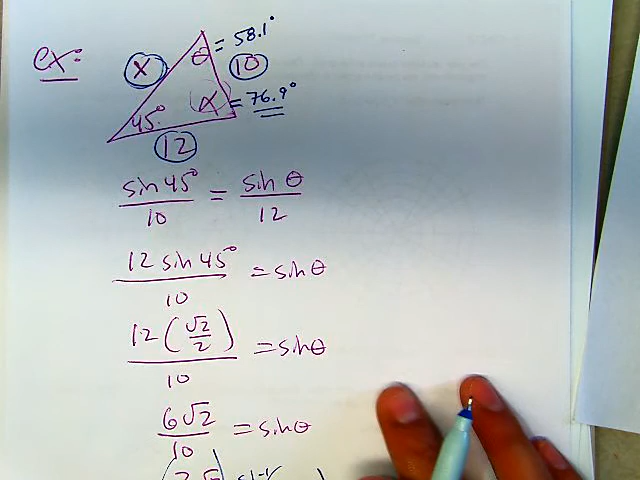 ex:
θ = 58.1°
x
10
45° α = 76.9°
12
sin 45° / 10 = sin θ / 12
12 sin 45° / 10 = sin θ
12 (√2 / 2) / 10 = sin θ
6√2 / 10 = sin θ